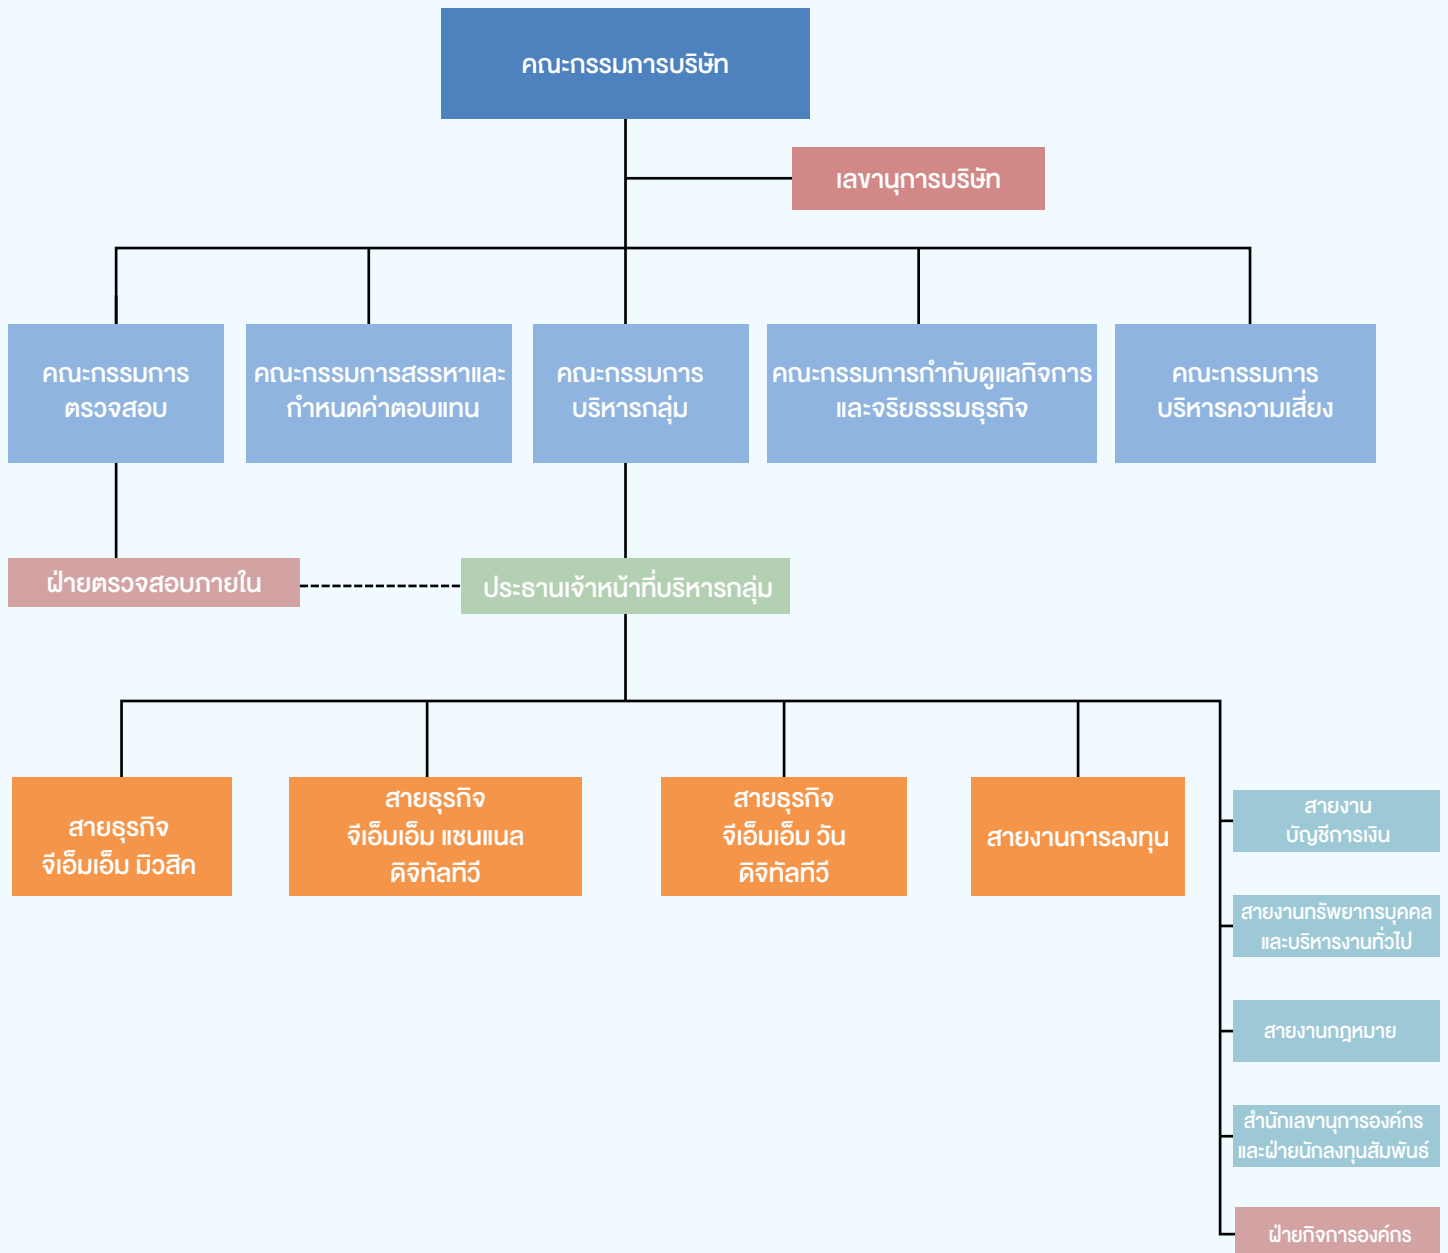 คณะกรรมการบริษัท
เลขานุการบริษัท
คณะกรรมการ
ตรวจสอบ
คณะกรรมการสรรหาและ
กำหนดค่าตอบแทน
คณะกรรมการ
บริหารกลุ่ม
คณะกรรมการกำกับดูแลกิจการ
และจริยธรรมธุรกิจ
คณะกรรมการ
บริหารความเสี่ยง
ฝ่ายตรวจสอบภายใน
ประธานเจ้าหน้าที่บริหารกลุ่ม
สายธุรกิจ
จีเอ็มเอ็ม มิวสิค
สายธุรกิจ
จีเอ็มเอ็ม แชนแนล
ดิจิทัลทีวี
สายธุรกิจ
จีเอ็มเอ็ม วัน
ดิจิทัลทีวี
สายงานการลงทุน
สายงาน
บัญชีการเงิน
สายงานทรัพยากรบุคคล
และบริหารงานทั่วไป
สายงานกฎหมาย
สำนักเลขานุการองค์กร
และฝ่ายนักลงทุนสัมพันธ์
ฝ่ายกิจการองค์กร